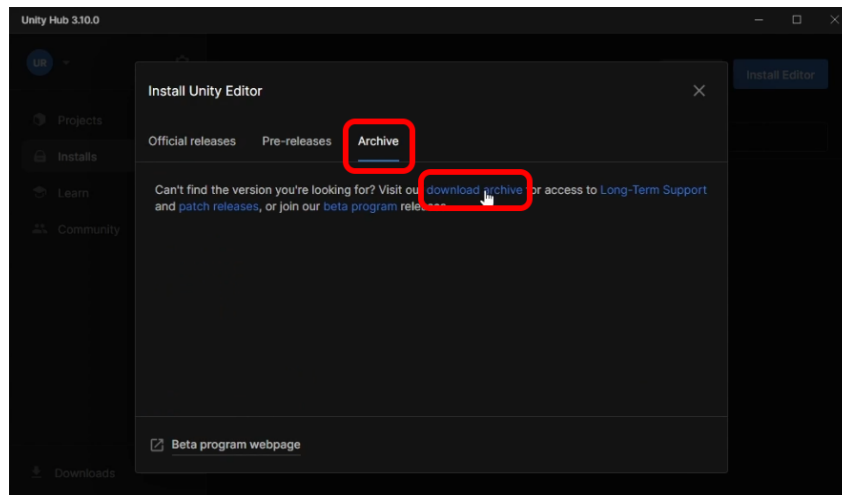 Unity Hub 3.10.0
UR
Install Editor
Install Unity Editor
Projects
Official releases Pre-releases Archive
Installs
Can't find the version you're looking for? Visit our download archive for access to Long-Term Support
Learn
and patch releases, or join our beta program releases.
Community
Beta program webpage
Downloads